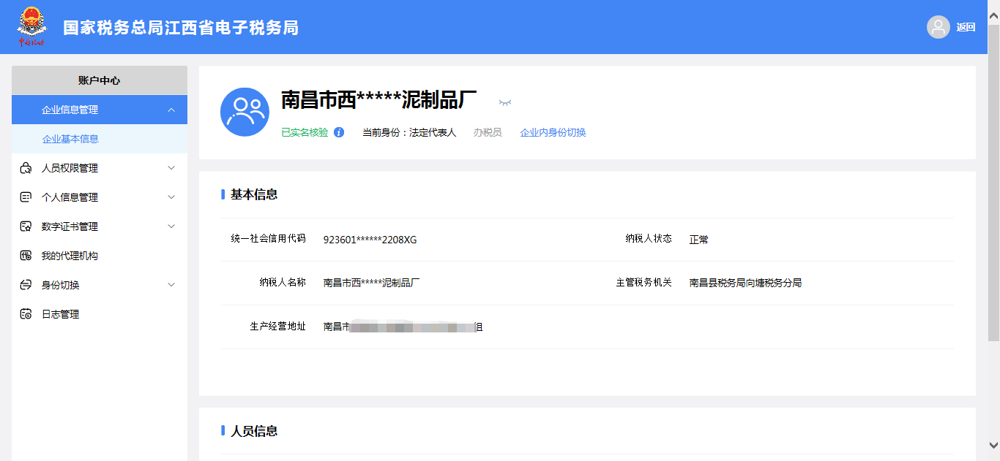 国家税务总局江西省电子税务局
返回
账户中心
企业信息管理
企业基本信息
人员权限管理
个人信息管理
数字证书管理
我的代理机构
身份切换
日志管理
南昌市西*****泥制品厂
已实名核验 当前身份：法定代表人 办税员 企业内身份切换
基本信息
统一社会信用代码 923601******2208XG 纳税人状态 正常
纳税人名称 南昌市西*****泥制品厂 主管税务机关 南昌县税务局向塘税务分局
生产经营地址 南昌市 组
人员信息